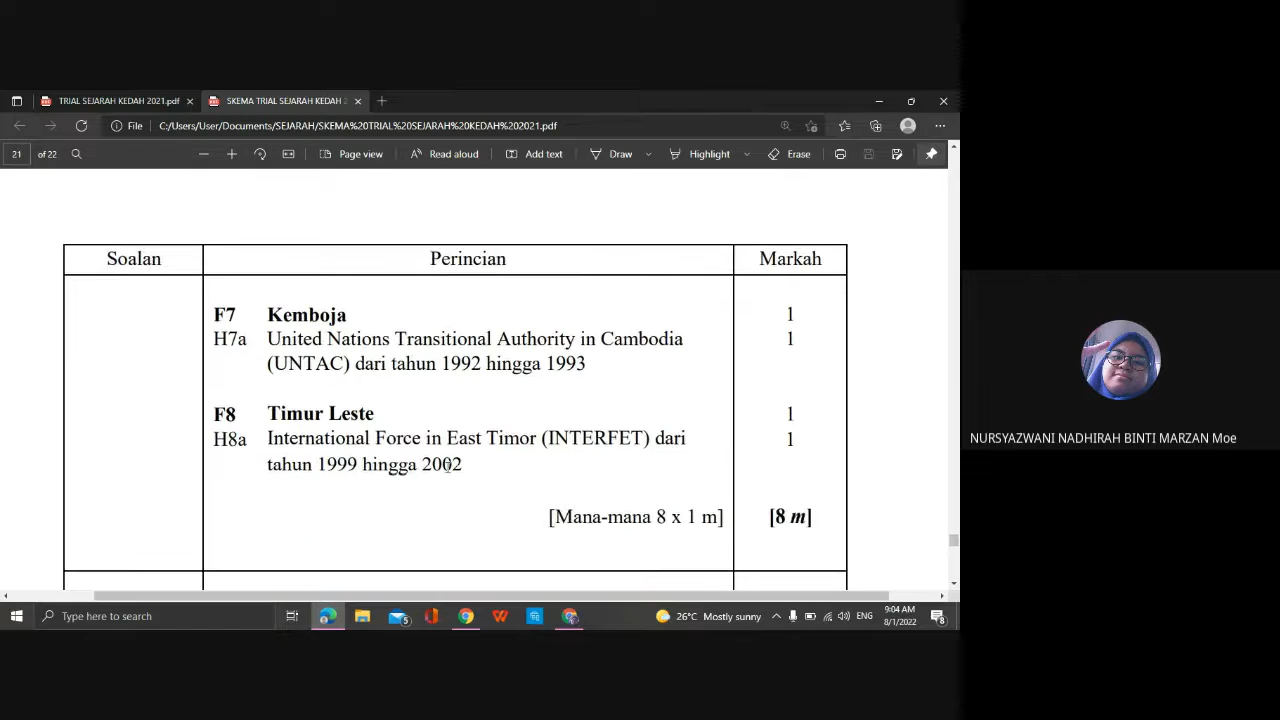 TRIAL SEJARAH KEDAH 2021.pdf
SKEMA TRIAL SEJARAH KEDAH 2
File C:/Users/User/Documents/SEJARAH/SKEMA%20TRIAL%20SEJARAH%20KEDAH%202021.pdf
21 of 22 Page view Read aloud Add text Draw Highlight Erase
Soalan Perincian Markah
F7 Kemboja 1
H7a United Nations Transitional Authority in Cambodia 1
(UNTAC) dari tahun 1992 hingga 1993
F8 Timur Leste 1
H8a International Force in East Timor (INTERFET) dari 1
tahun 1999 hingga 2002
[Mana-mana 8 x 1 m] [8 m]
NURSYAZWANI NADHIRAH BINTI MARZAN Moe
Type here to search 5 26°C Mostly sunny ENG 9:04 AM
8/1/2022 8